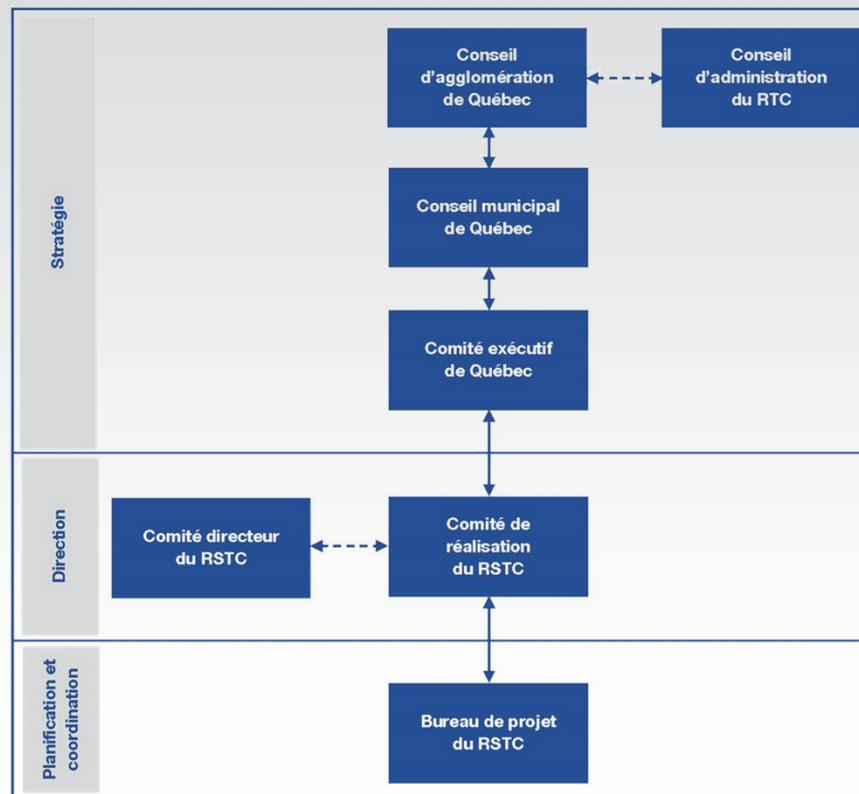 Stratégie
Conseil
d'agglomération
de Québec
Conseil
d'administration
du RTC
Conseil municipal
de Québec
Comité exécutif
de Québec
Direction
Comité directeur
du RSTC
Comité de
réalisation
du RSTC
Planification et
coordination
Bureau de projet
du RSTC